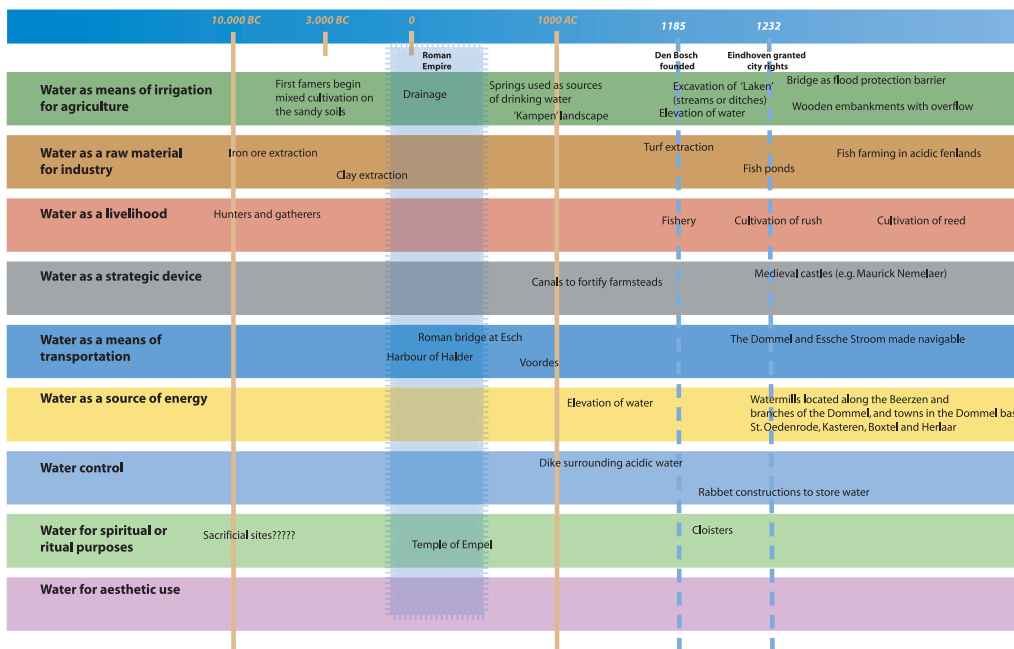 10.000 BC
3.000 BC
0
1000 AC
1185
1232
Roman
Empire
Den Bosch
founded
Eindhoven granted
city rights
Water as means of irrigation
for agriculture
First famers begin
mixed cultivation on
the sandy soils
Drainage
Springs used as sources
of drinking water
‘Kampen’ landscape
Excavation of ‘Laken’
(streams or ditches)
Elevation of water
Bridge as flood protection barrier
Wooden embankments with overflow
Water as a raw material
for industry
Iron ore extraction
Clay extraction
Turf extraction
Fish ponds
Fish farming in acidic fenlands
Water as a livelihood
Hunters and gatherers
Fishery
Cultivation of rush
Cultivation of reed
Water as a strategic device
Canals to fortify farmsteads
Medieval castles (e.g. Maurick Nemelaer)
Water as a means of
transportation
Roman bridge at Esch
Harbour of Halder
Voordes
The Dommel and Essche Stroom made navigable
Water as a source of energy
Elevation of water
Watermills located along the Beerzen and
branches of the Dommel, and towns in the Dommel bas
St. Oedenrode, Kasteren, Boxtel and Herlaar
Water control
Dike surrounding acidic water
Rabbet constructions to store water
Water for spiritual or
ritual purposes
Sacrificial sites?????
Temple of Empel
Cloisters
Water for aesthetic use